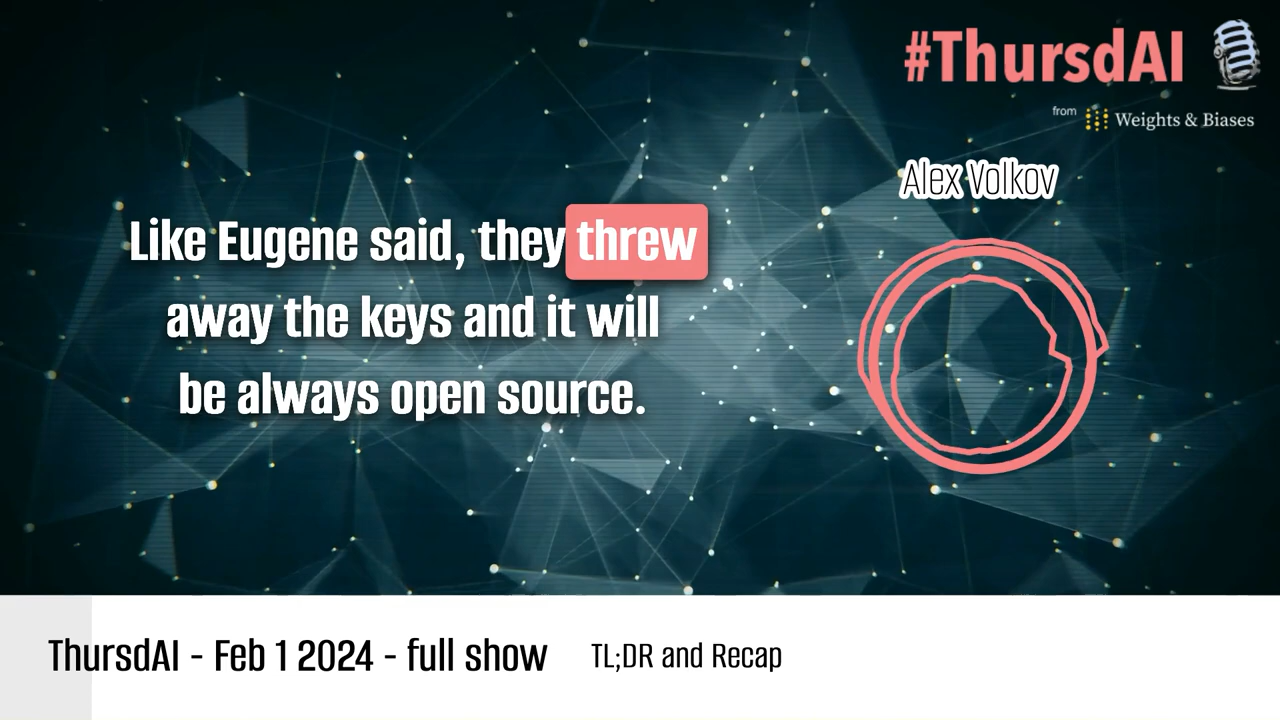 #ThursdAI
from Weights & Biases
Alex Volkov
Like Eugene said, they threw
away the keys and it will
be always open source.
ThursdAI - Feb 1 2024 - full show TL;DR and Recap